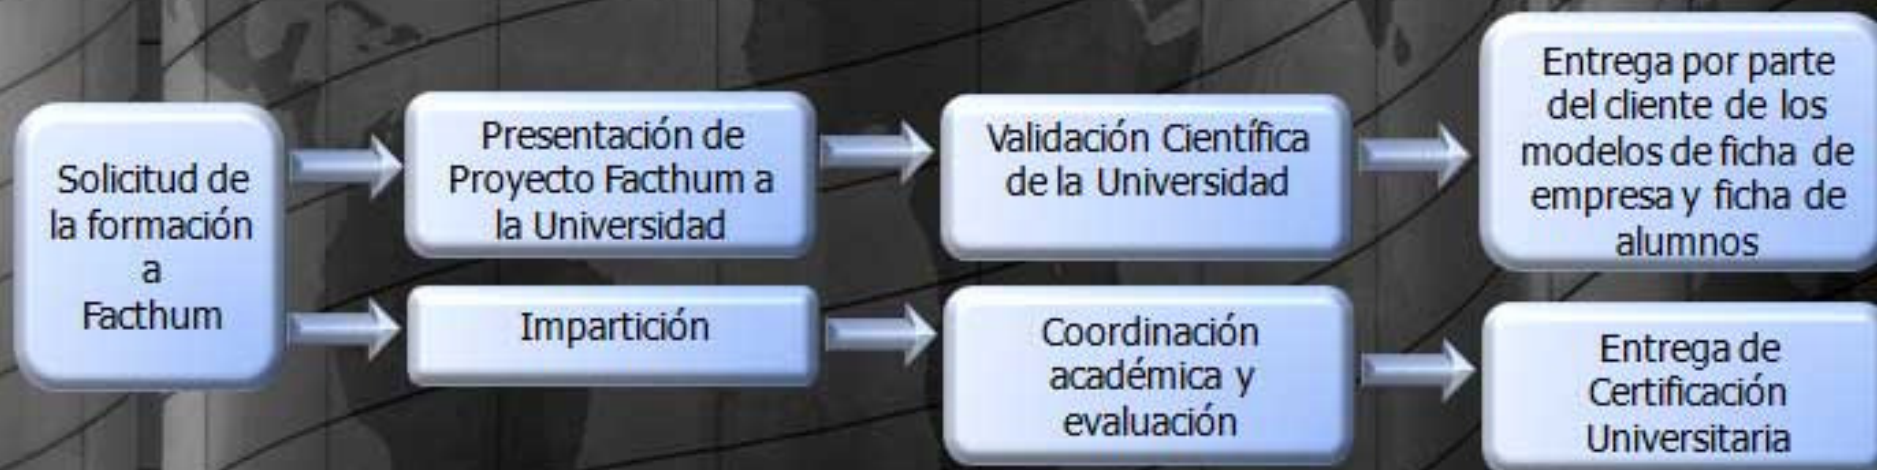 Solicitud de
la formación
a
Facthum
Presentación de
Proyecto Facthum a
la Universidad
Validación Científica
de la Universidad
Entrega por parte
del cliente de los
modelos de ficha de
empresa y ficha de
alumnos
Impartición
Coordinación
académica y
evaluación
Entrega de
Certificación
Universitaria